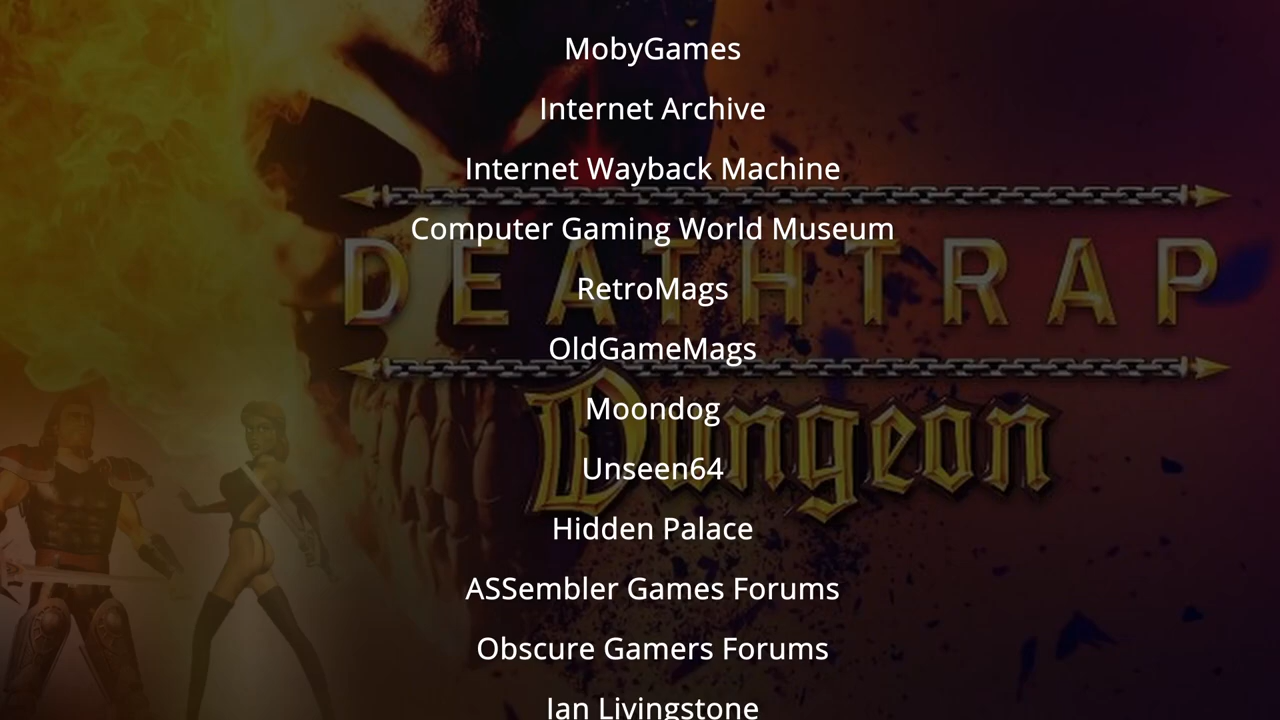 MobyGames
Internet Archive
Internet Wayback Machine
Computer Gaming World Museum
DEATHTRAP
RetroMags
OldGameMags
Moondog
Dungeon
Unseen64
Hidden Palace
ASSembler Games Forums
Obscure Gamers Forums
Ian Livingstone